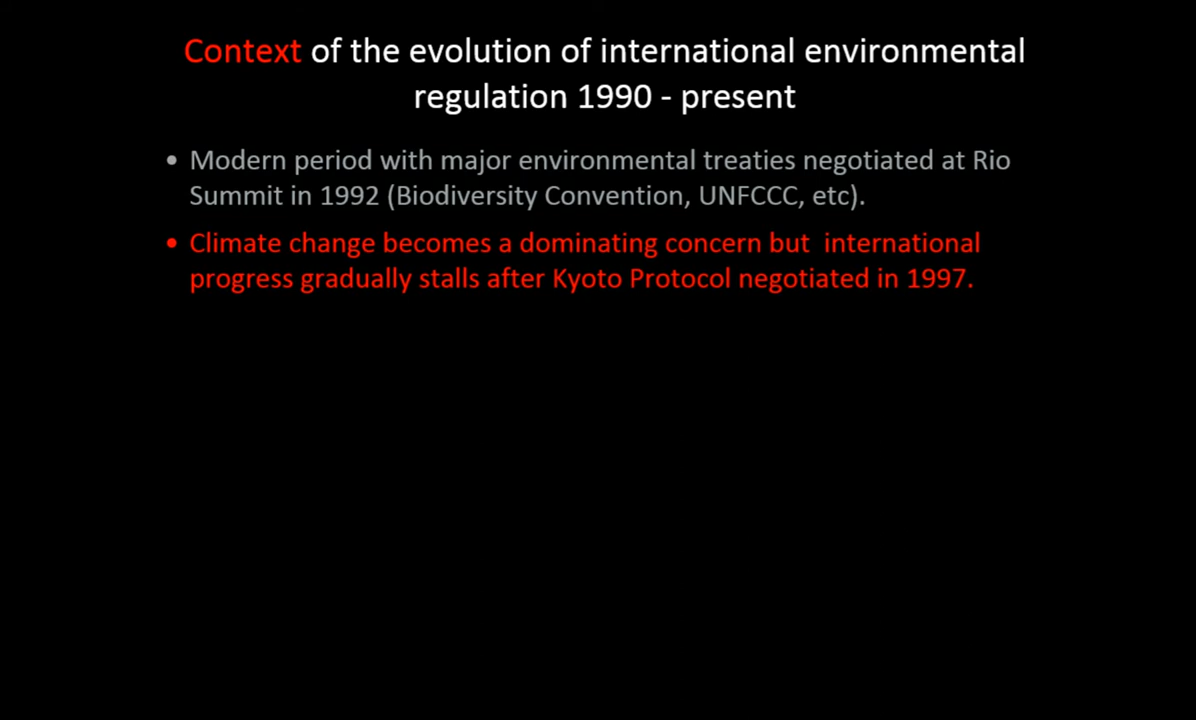 Context of the evolution of international environmental
regulation 1990 - present
• Modern period with major environmental treaties negotiated at Rio
Summit in 1992 (Biodiversity Convention, UNFCCC, etc).
• Climate change becomes a dominating concern but  international
progress gradually stalls after Kyoto Protocol negotiated in 1997.